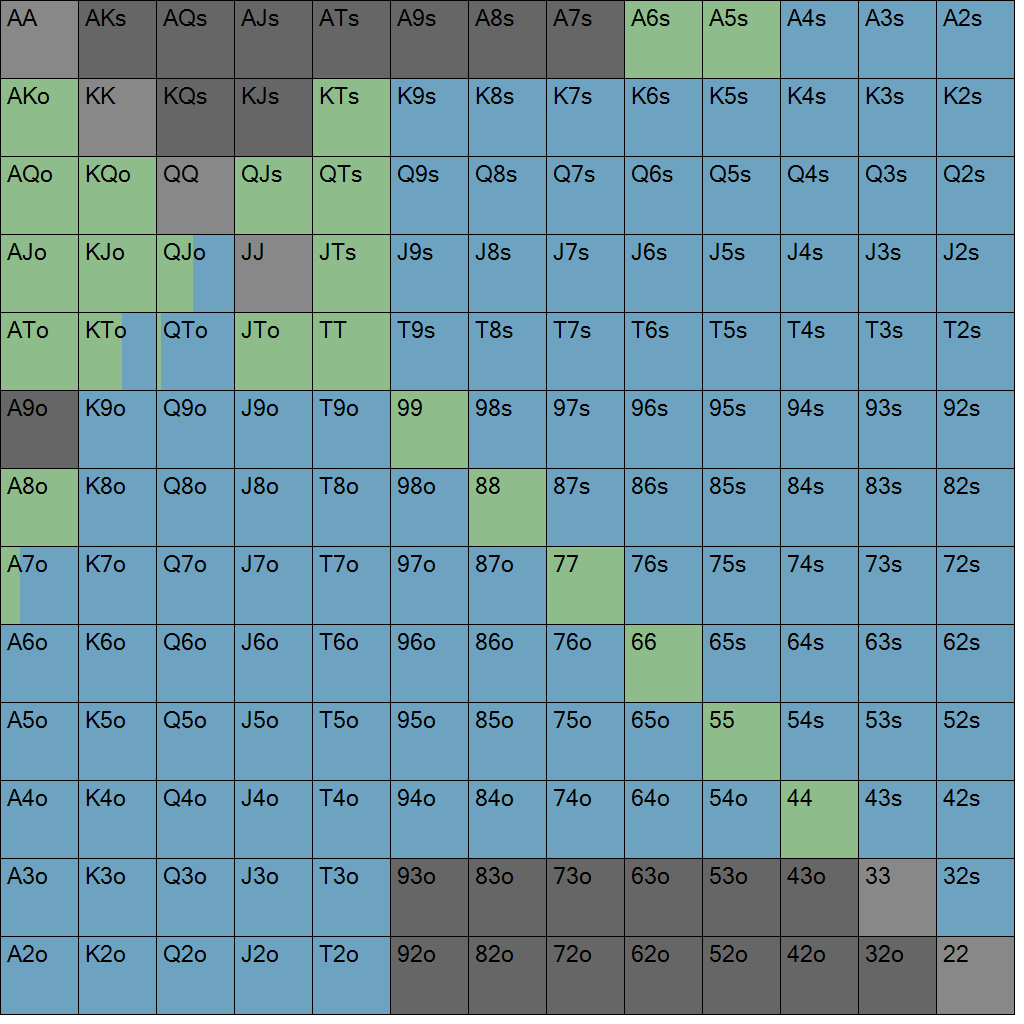 AA AKs AQs AJs ATs A9s A8s A7s A6s A5s A4s A3s A2s
AKo KK KQs KJs KTs K9s K8s K7s K6s K5s K4s K3s K2s
AQo KQo QQ QJs QTs Q9s Q8s Q7s Q6s Q5s Q4s Q3s Q2s
AJo KJo QJo JJ JTs J9s J8s J7s J6s J5s J4s J3s J2s
ATo KTo QTo JTo TT T9s T8s T7s T6s T5s T4s T3s T2s
A9o K9o Q9o J9o T9o 99 98s 97s 96s 95s 94s 93s 92s
A8o K8o Q8o J8o T8o 98o 88 87s 86s 85s 84s 83s 82s
A7o K7o Q7o J7o T7o 97o 87o 77 76s 75s 74s 73s 72s
A6o K6o Q6o J6o T6o 96o 86o 76o 66 65s 64s 63s 62s
A5o K5o Q5o J5o T5o 95o 85o 75o 65o 55 54s 53s 52s
A4o K4o Q4o J4o T4o 94o 84o 74o 64o 54o 44 43s 42s
A3o K3o Q3o J3o T3o 93o 83o 73o 63o 53o 43o 33 32s
A2o K2o Q2o J2o T2o 92o 82o 72o 62o 52o 42o 32o 22